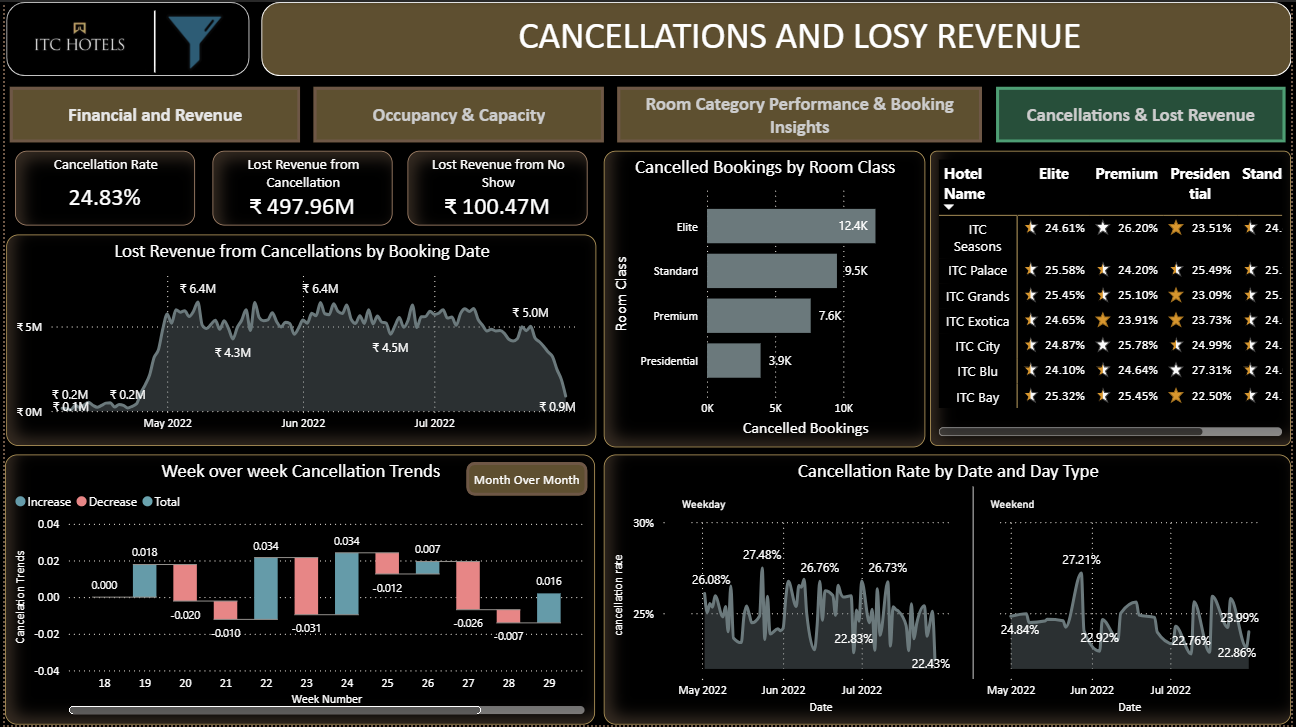 ITC HOTELS
CANCELLATIONS AND LOSY REVENUE
Financial and Revenue
Occupancy & Capacity
Room Category Performance & Booking
Insights
Cancellations & Lost Revenue
Cancellation Rate
24.83%
Lost Revenue from
Cancellation
₹ 497.96M
Lost Revenue from No
Show
₹ 100.47M
Lost Revenue from Cancellations by Booking Date
₹5M
₹0M
₹ 0.2M
₹ 0.1M
₹ 0.2M
₹ 6.4M
₹ 4.3M
₹ 6.4M
₹ 4.5M
₹ 5.0M
₹ 0.9M
May 2022
Jun 2022
Jul 2022
Cancelled Bookings by Room Class
Room Class
Elite
12.4K
Standard
9.5K
Premium
7.6K
Presidential
3.9K
0K
5K
10K
Cancelled Bookings
Hotel
Name
Elite
Premium
Presiden
tial
Stand
ITC
Seasons
24.61%
26.20%
23.51%
24.
ITC Palace
25.58%
24.20%
25.49%
25.
ITC Grands
25.45%
25.10%
23.09%
25.
ITC Exotica
24.65%
23.91%
23.73%
24.
ITC City
24.87%
25.78%
24.99%
24.
ITC Blu
24.10%
24.64%
27.31%
24.
ITC Bay
25.32%
25.45%
22.50%
24.
Week over week Cancellation Trends
Month Over Month
Increase
Decrease
Total
Cancellation Trends
0.04
0.02
0.00
-0.02
-0.04
0.000
0.018
-0.020
-0.010
0.034
-0.031
0.034
-0.012
0.007
-0.026
-0.007
0.016
18
19
20
21
22
23
24
25
26
27
28
29
Week Number
Cancellation Rate by Date and Day Type
cancellation rate
30%
25%
Weekday
26.08%
27.48%
26.76%
22.83%
26.73%
22.43%
May 2022
Jun 2022
Jul 2022
Date
Weekend
24.84%
27.21%
22.92%
22.76%
23.99%
22.86%
May 2022
Jun 2022
Jul 2022
Date